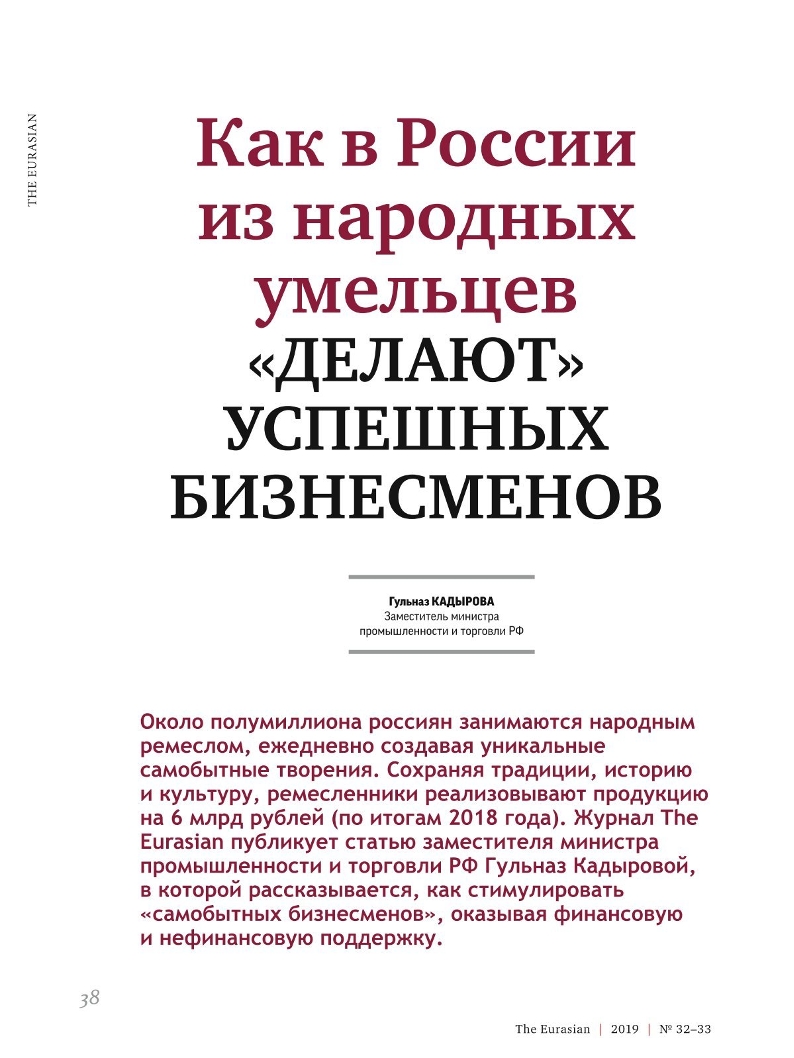 THE EURASIAN
Как в России
из народных
умельцев
«ДЕЛАЮТ»
УСПЕШНЫХ
БИЗНЕСМЕНОВ
Гульназ КАДЫРОВА
Заместитель министра
промышленности и торговли РФ
Около полумиллиона россиян занимаются народным
ремеслом, ежедневно создавая уникальные
самобытные творения. Сохраняя традиции, историю
и культуру, ремесленники реализовывают продукцию
на 6 млрд рублей (по итогам 2018 года). Журнал The
Eurasian публикует статью заместителя министра
промышленности и торговли РФ Гульназ Кадыровой,
в которой рассказывается, как стимулировать
«самобытных бизнесменов», оказывая финансовую
и нефинансовую поддержку.
38
The Eurasian | 2019 | № 32–33